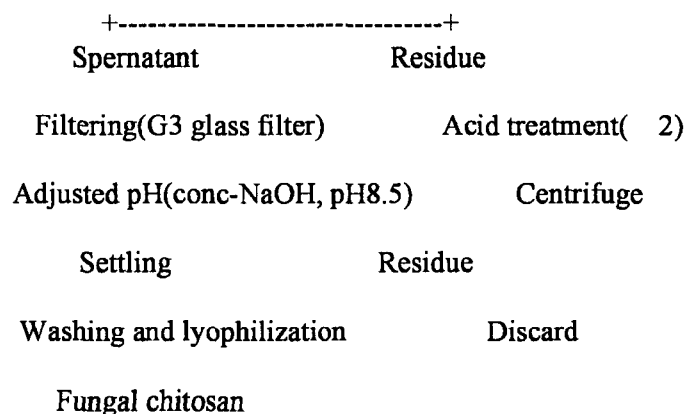 +---------------------------------+
Spernatant Residue
Filtering(G3 glass filter) Acid treatment( 2)
Adjusted pH(conc-NaOH, pH8.5) Centrifuge
Settling Residue
Washing and lyophilization Discard
Fungal chitosan